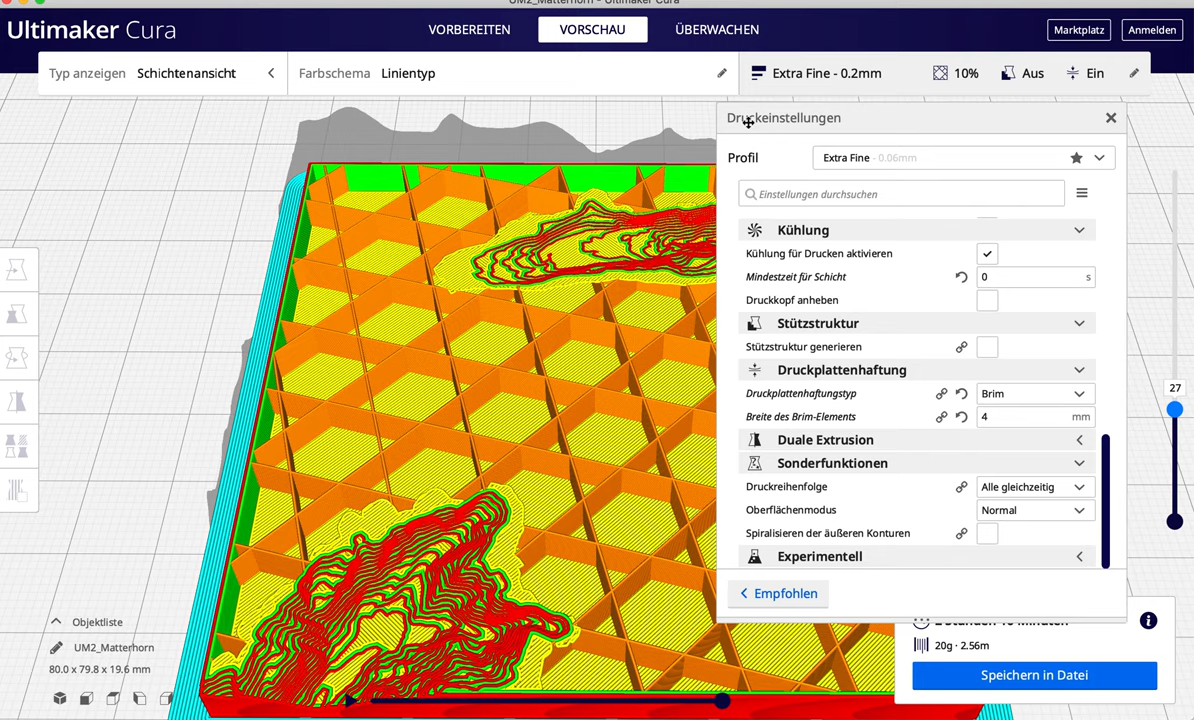 UM2_Matterhorn - Ultimaker Cura
Ultimaker Cura
VORBEREITEN
VORSCHAU
ÜBERWACHEN
Marktplatz
Anmelden
Typ anzeigen Schichtenansicht
Farbschema Linientyp
Extra Fine - 0.2mm
10%
Aus
Ein
Druckeinstellungen
Profil
Extra Fine - 0.06mm
Einstellungen durchsuchen
Kühlung
Kühlung für Drucken aktivieren
Mindestzeit für Schicht 0 s
Druckkopf anheben
Stützstruktur
Stützstruktur generieren
Druckplattenhaftung
Druckplattenhaftungstyp Brim
Breite des Brim-Elements 4 mm
Duale Extrusion
Sonderfunktionen
Druckreihenfolge Alle gleichzeitig
Oberflächenmodus Normal
Spiralisieren der äußeren Konturen
Experimentell
Empfohlen
27
Objektliste
UM2_Matterhorn
80.0 x 79.8 x 19.6 mm
20g · 2.56m
Speichern in Datei